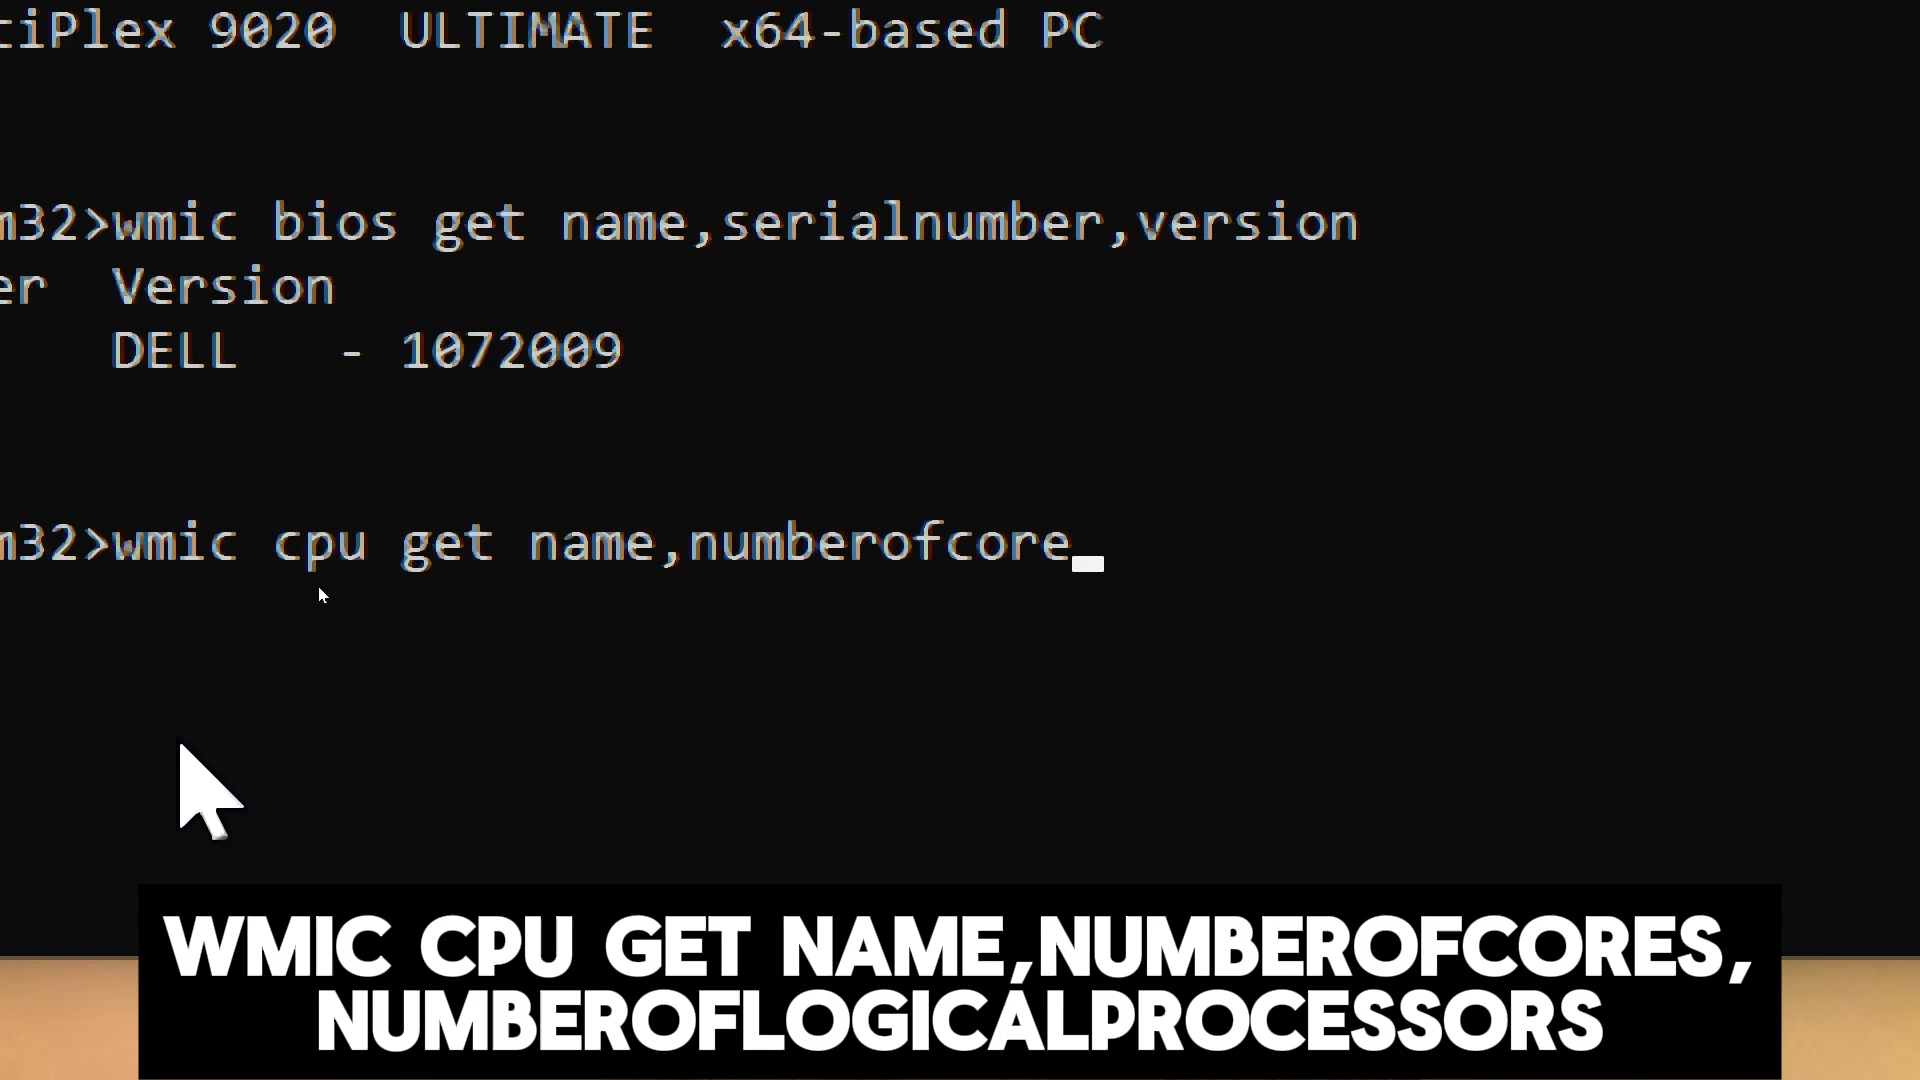 tiPlex 9020 ULTIMATE x64-based PC
m32>wmic bios get name,serialnumber,version
er Version
DELL - 1072009
m32>wmic cpu get name,numberofcore
WMIC CPU GET NAME,NUMBEROFCORES,
NUMBEROFLOGICALPROCESSORS